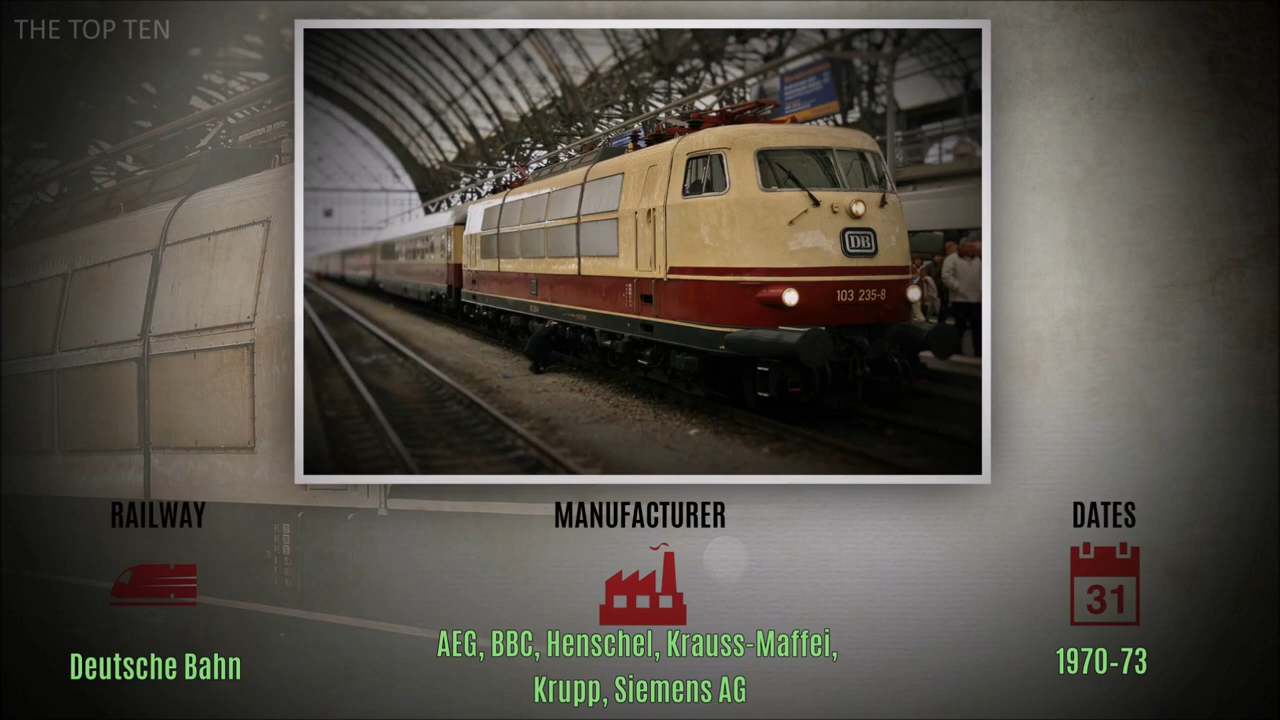 THE TOP TEN
DB
103 235-8
RAILWAY
MANUFACTURER
DATES
31
Deutsche Bahn
AEG, BBC, Henschel, Krauss-Maffei,
Krupp, Siemens AG
1970-73